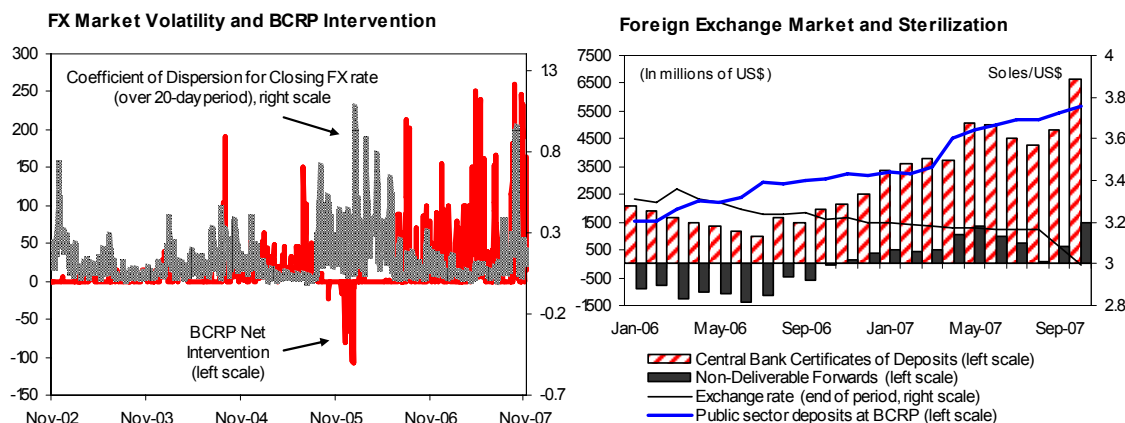 FX Market Volatility and BCRP Intervention
300
250
200
150
100
50
0
-50
-100
-150
Coefficient of Dispersion for Closing FX rate
(over 20-day period), right scale
BCRP Net
Intervention
(left scale)
13
0.8
0.3
-0.2
-0.7
Nov-02 Nov-03 Nov-04 Nov-05 Nov-06 Nov-07
Foreign Exchange Market and Sterilization
(In millions of US$) Soles/US$
7500
6500
5500
4500
3500
2500
1500
500
-500
-1500
4
3.8
3.6
3.4
3.2
3
2.8
Jan-06 May-06 Sep-06 Jan-07 May-07 Sep-07
Central Bank Certificates of Deposits (left scale)
Non-Deliverable Forwards (left scale)
Exchange rate (end of period, right scale)
Public sector deposits at BCRP (left scale)